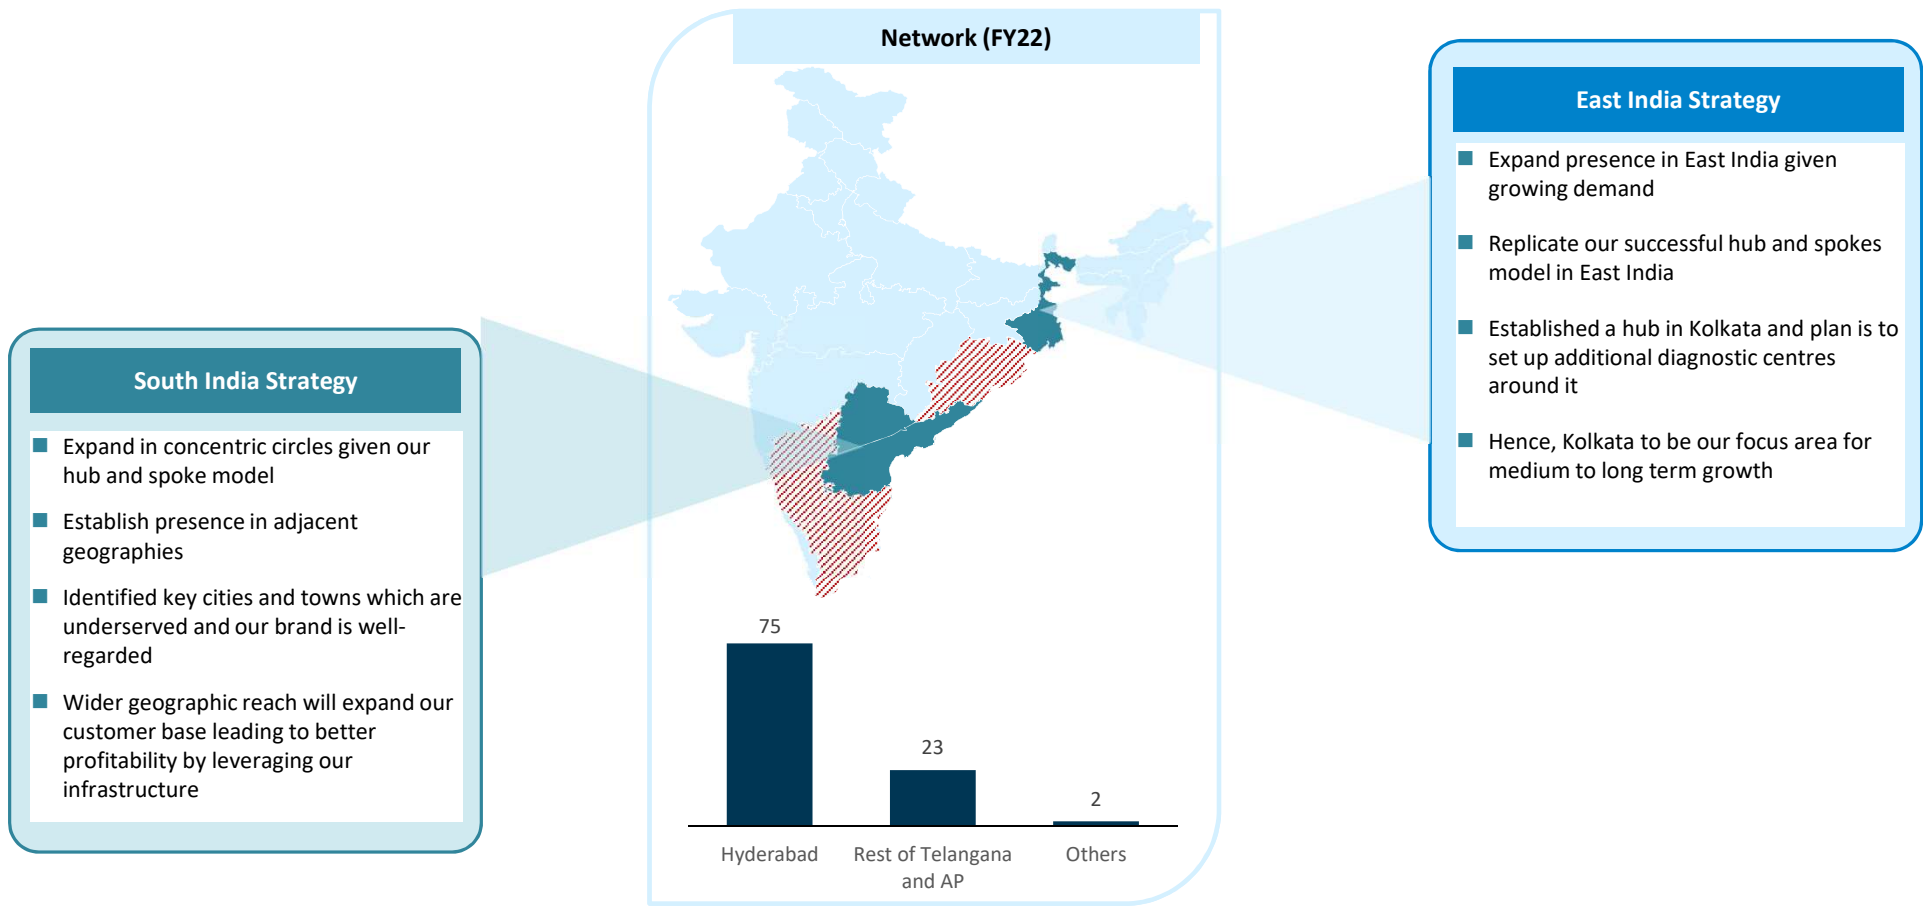 Network (FY22)
South India Strategy
Expand in concentric circles given our
hub and spoke model
Establish presence in adjacent
geographies
Identified key cities and towns which are
underserved and our brand is well-
regarded
Wider geographic reach will expand our
customer base leading to better
profitability by leveraging our
infrastructure
75
23
2
Hyderabad
Rest of Telangana
and AP
Others
East India Strategy
Expand presence in East India given
growing demand
Replicate our successful hub and spokes
model in East India
Established a hub in Kolkata and plan is to
set up additional diagnostic centres
around it
Hence, Kolkata to be our focus area for
medium to long term growth